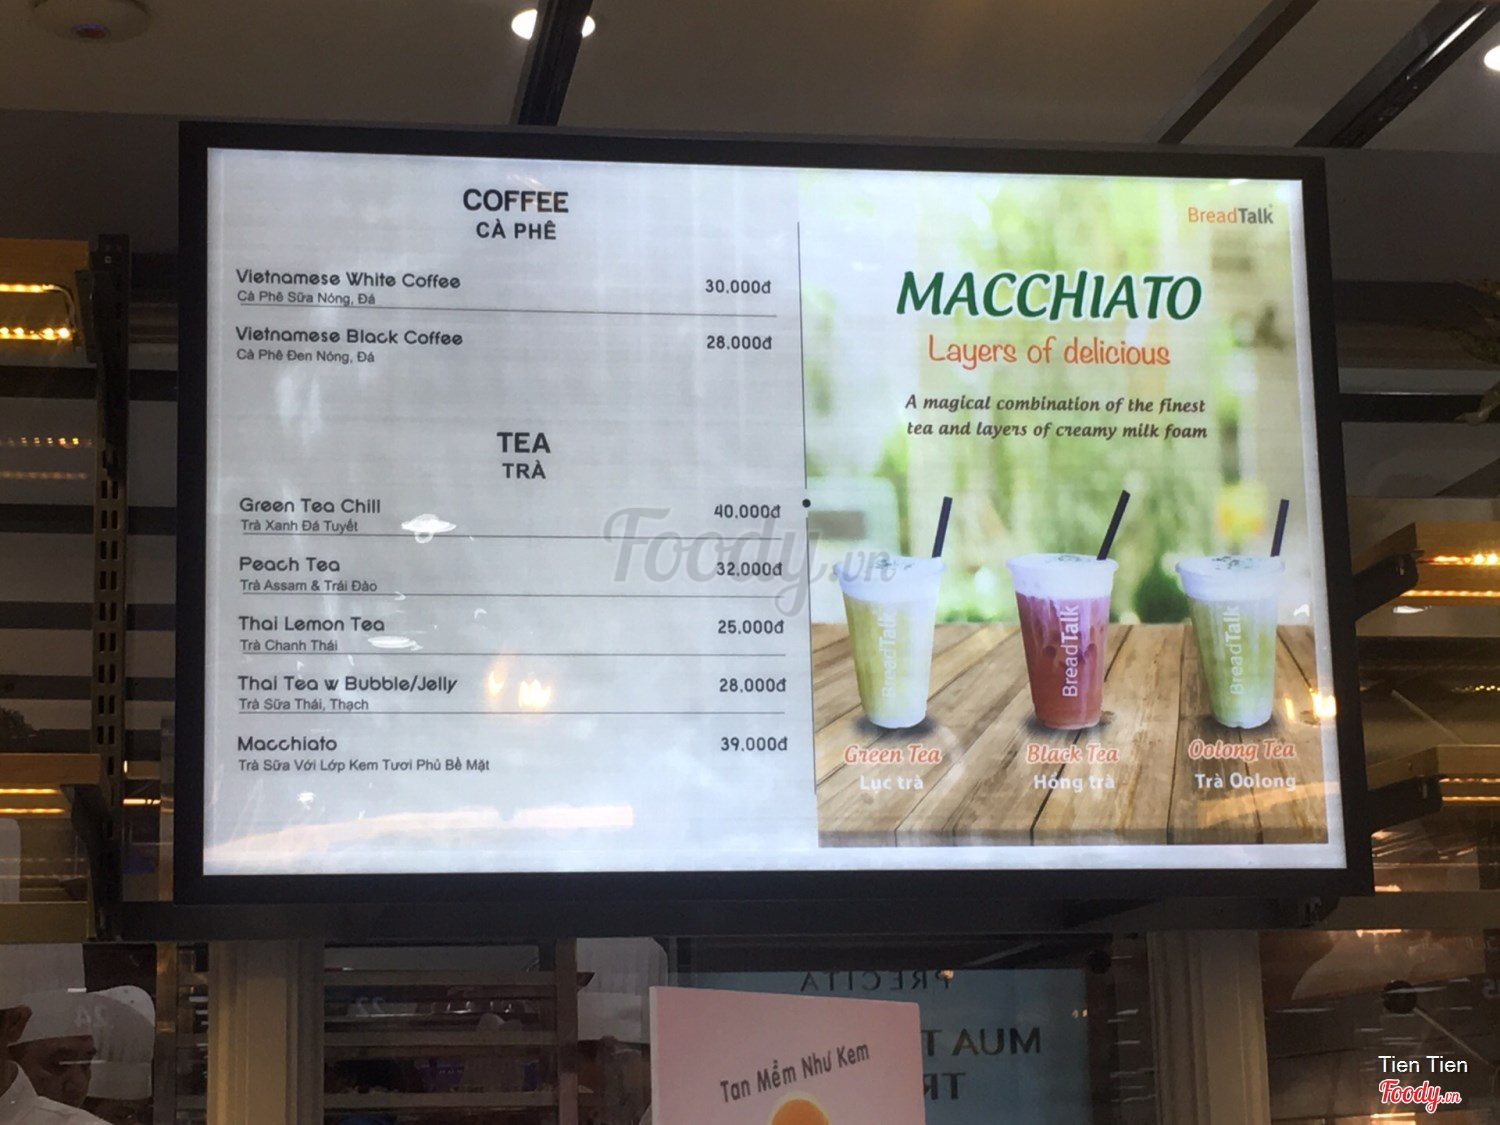 COFFEE
CÀ PHÊ
Vietnamese White Coffee 30.000đ
Cà Phê Sữa Nóng, Đá
Vietnamese Black Coffee 28.000đ
Cà Phê Đen Nóng, Đá
TEA
TRÀ
Green Tea Chill 40.000đ
Trà Xanh Đá Tuyết
Peach Tea 32.000đ
Trà Assam & Trái Đào
Thai Lemon Tea 25.000đ
Trà Chanh Thái
Thai Tea w Bubble/Jelly 28.000đ
Trà Sữa Thái, Thạch
Macchiato 39.000đ
Trà Sữa Với Lớp Kem Tươi Phủ Bề Mặt
BreadTalk
MACCHIATO
Layers of delicious
A magical combination of the finest
tea and layers of creamy milk foam
BreadTalk BreadTalk BreadTalk
Green Tea Black Tea Oolong Tea
Lục trà Hồng trà Trà Oolong
Foody.vn
PRECITA
MUA T
TR
Tan Mềm Như Kem
Tien Tien
Foody.vn